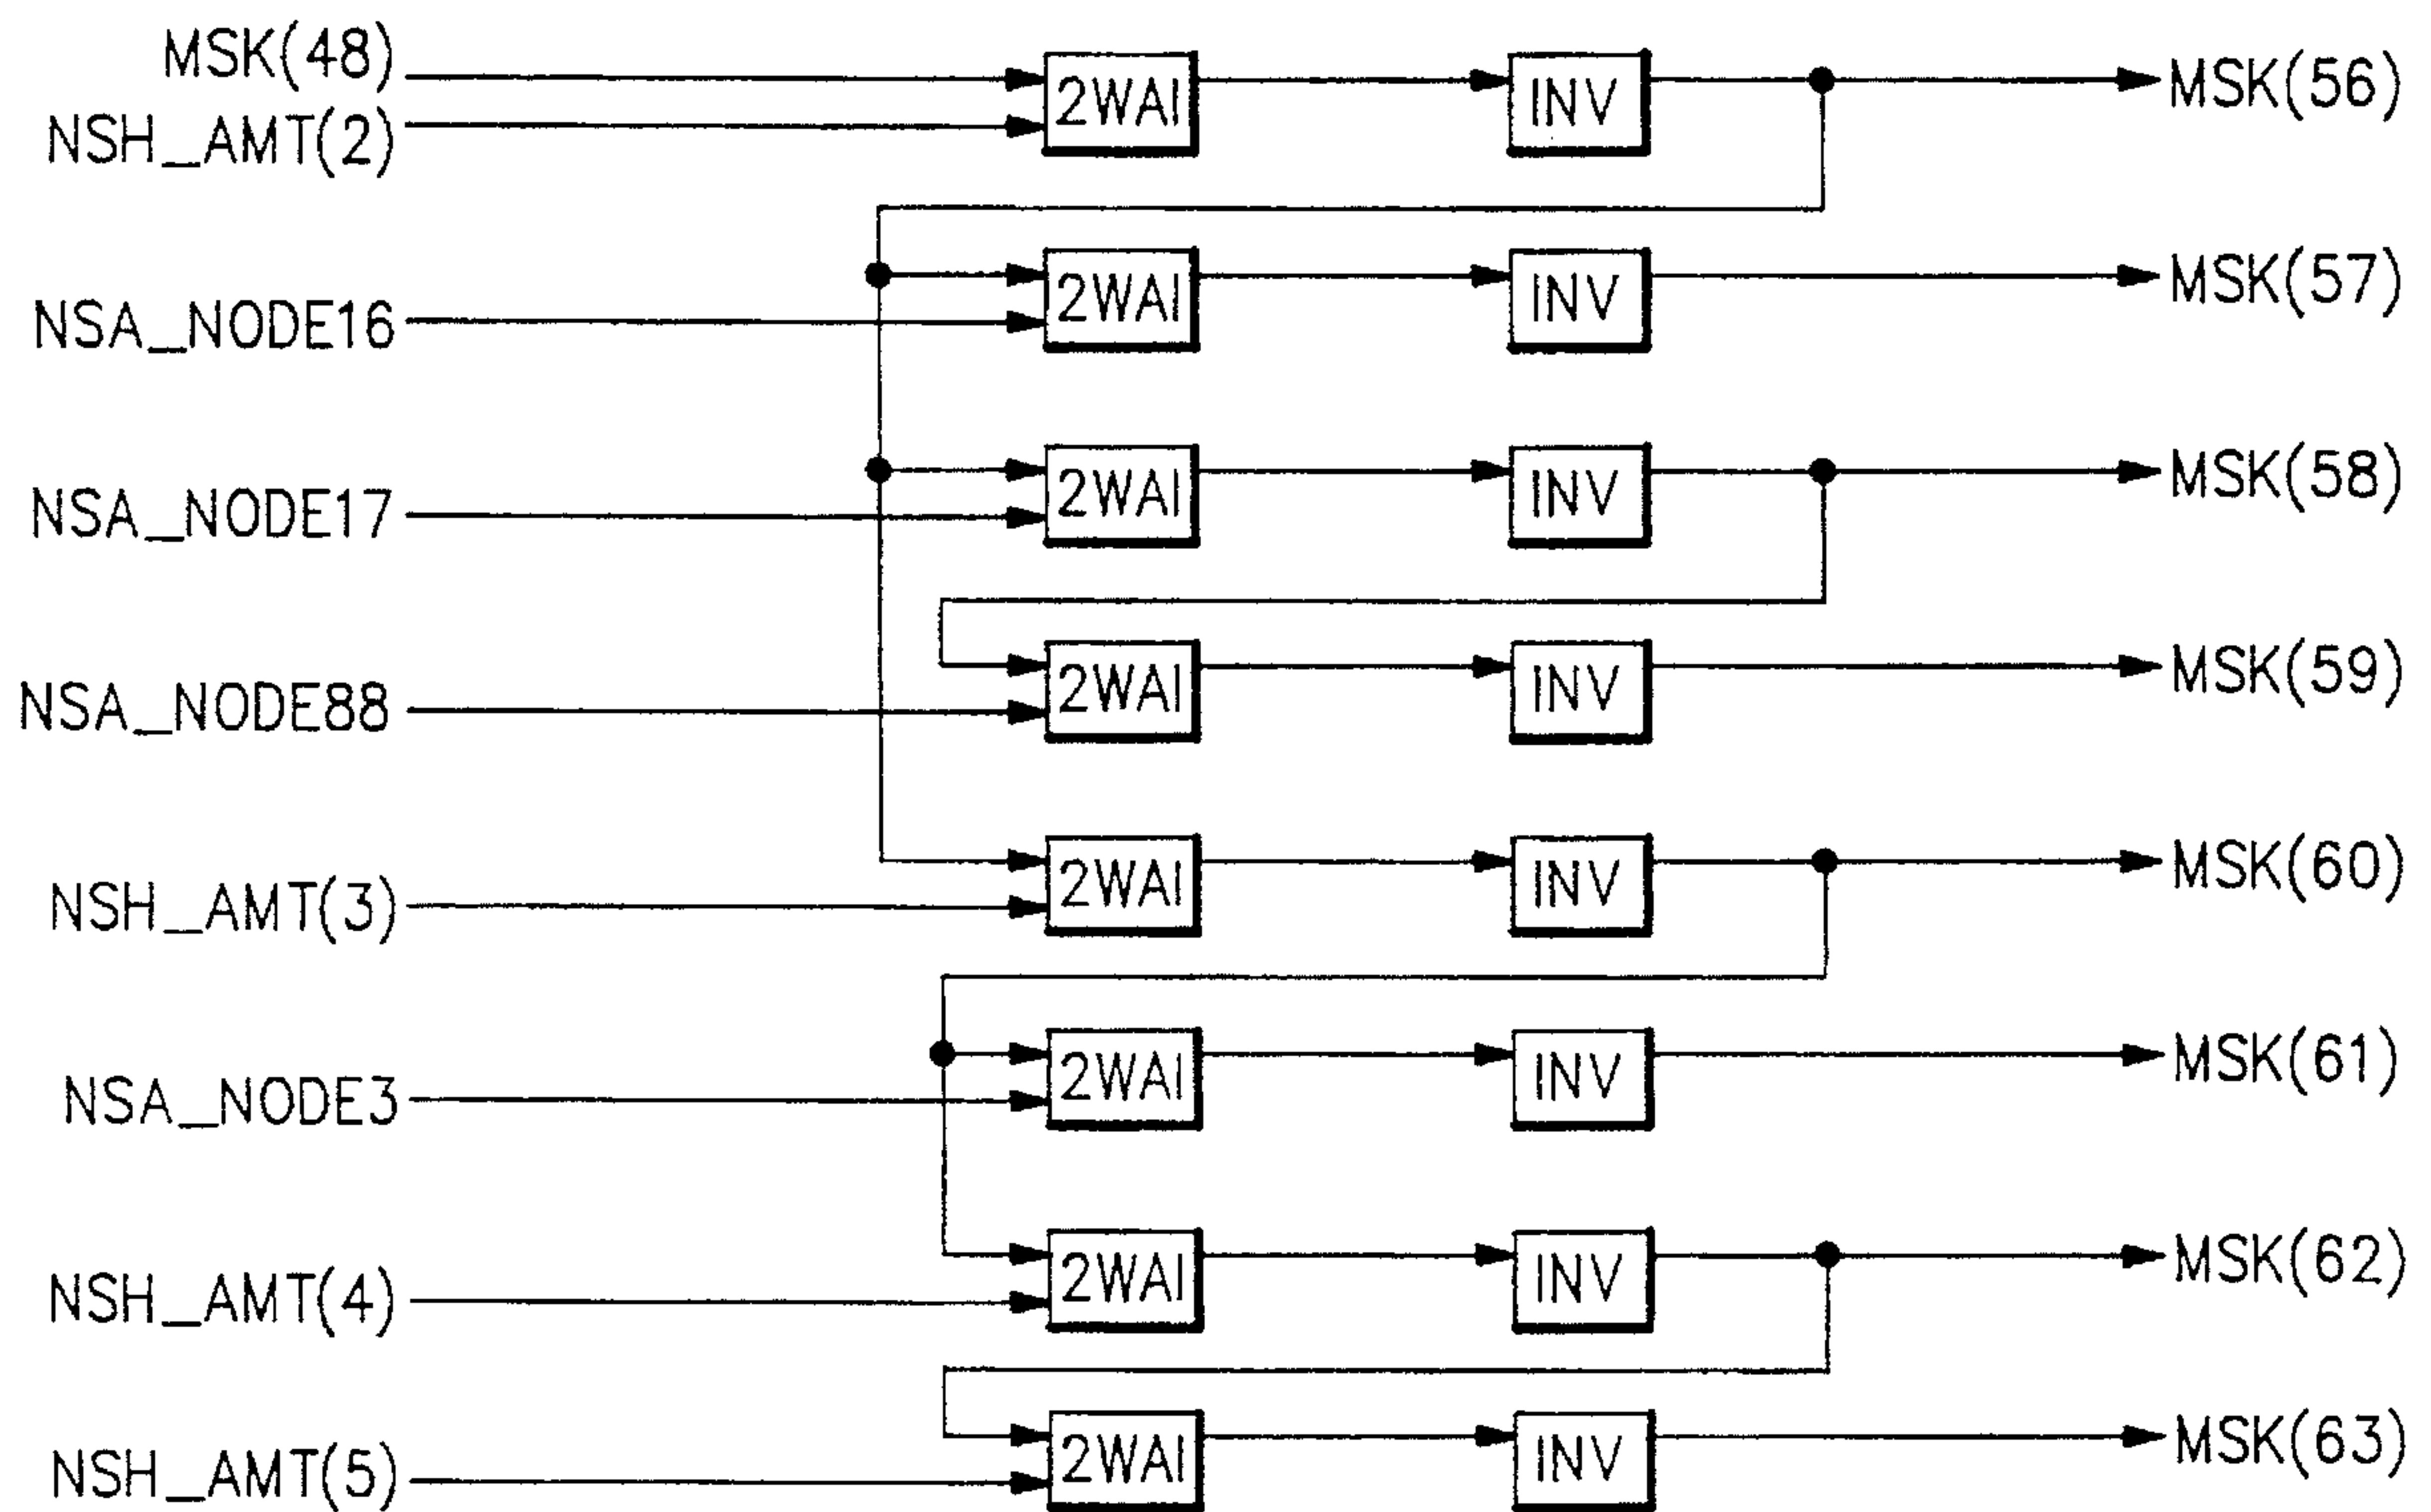 MSK(48)
NSH_AMT(2)
2WAI
INV
MSK(56)
NSA_NODE16
2WAI
INV
MSK(57)
NSA_NODE17
2WAI
INV
MSK(58)
NSA_NODE88
2WAI
INV
MSK(59)
NSH_AMT(3)
2WAI
INV
MSK(60)
NSA_NODE3
2WAI
INV
MSK(61)
NSH_AMT(4)
2WAI
INV
MSK(62)
NSH_AMT(5)
2WAI
INV
MSK(63)